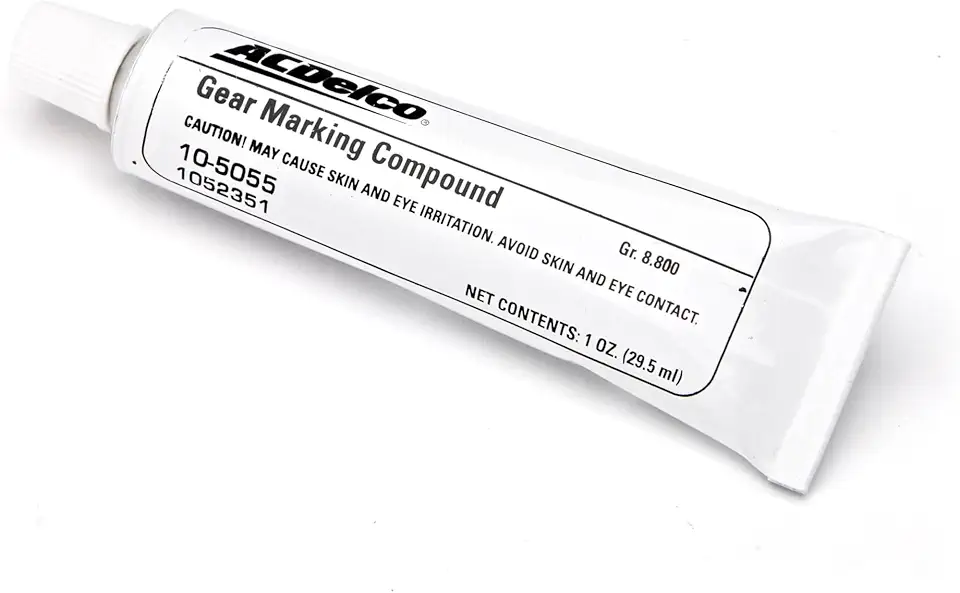 ACDelco®
Gear Marking Compound
Gr. 8.800
CAUTION! MAY CAUSE SKIN AND EYE IRRITATION. AVOID SKIN AND EYE CONTACT.
10-5055
1052351
NET CONTENTS: 1 OZ. (29.5 ml)